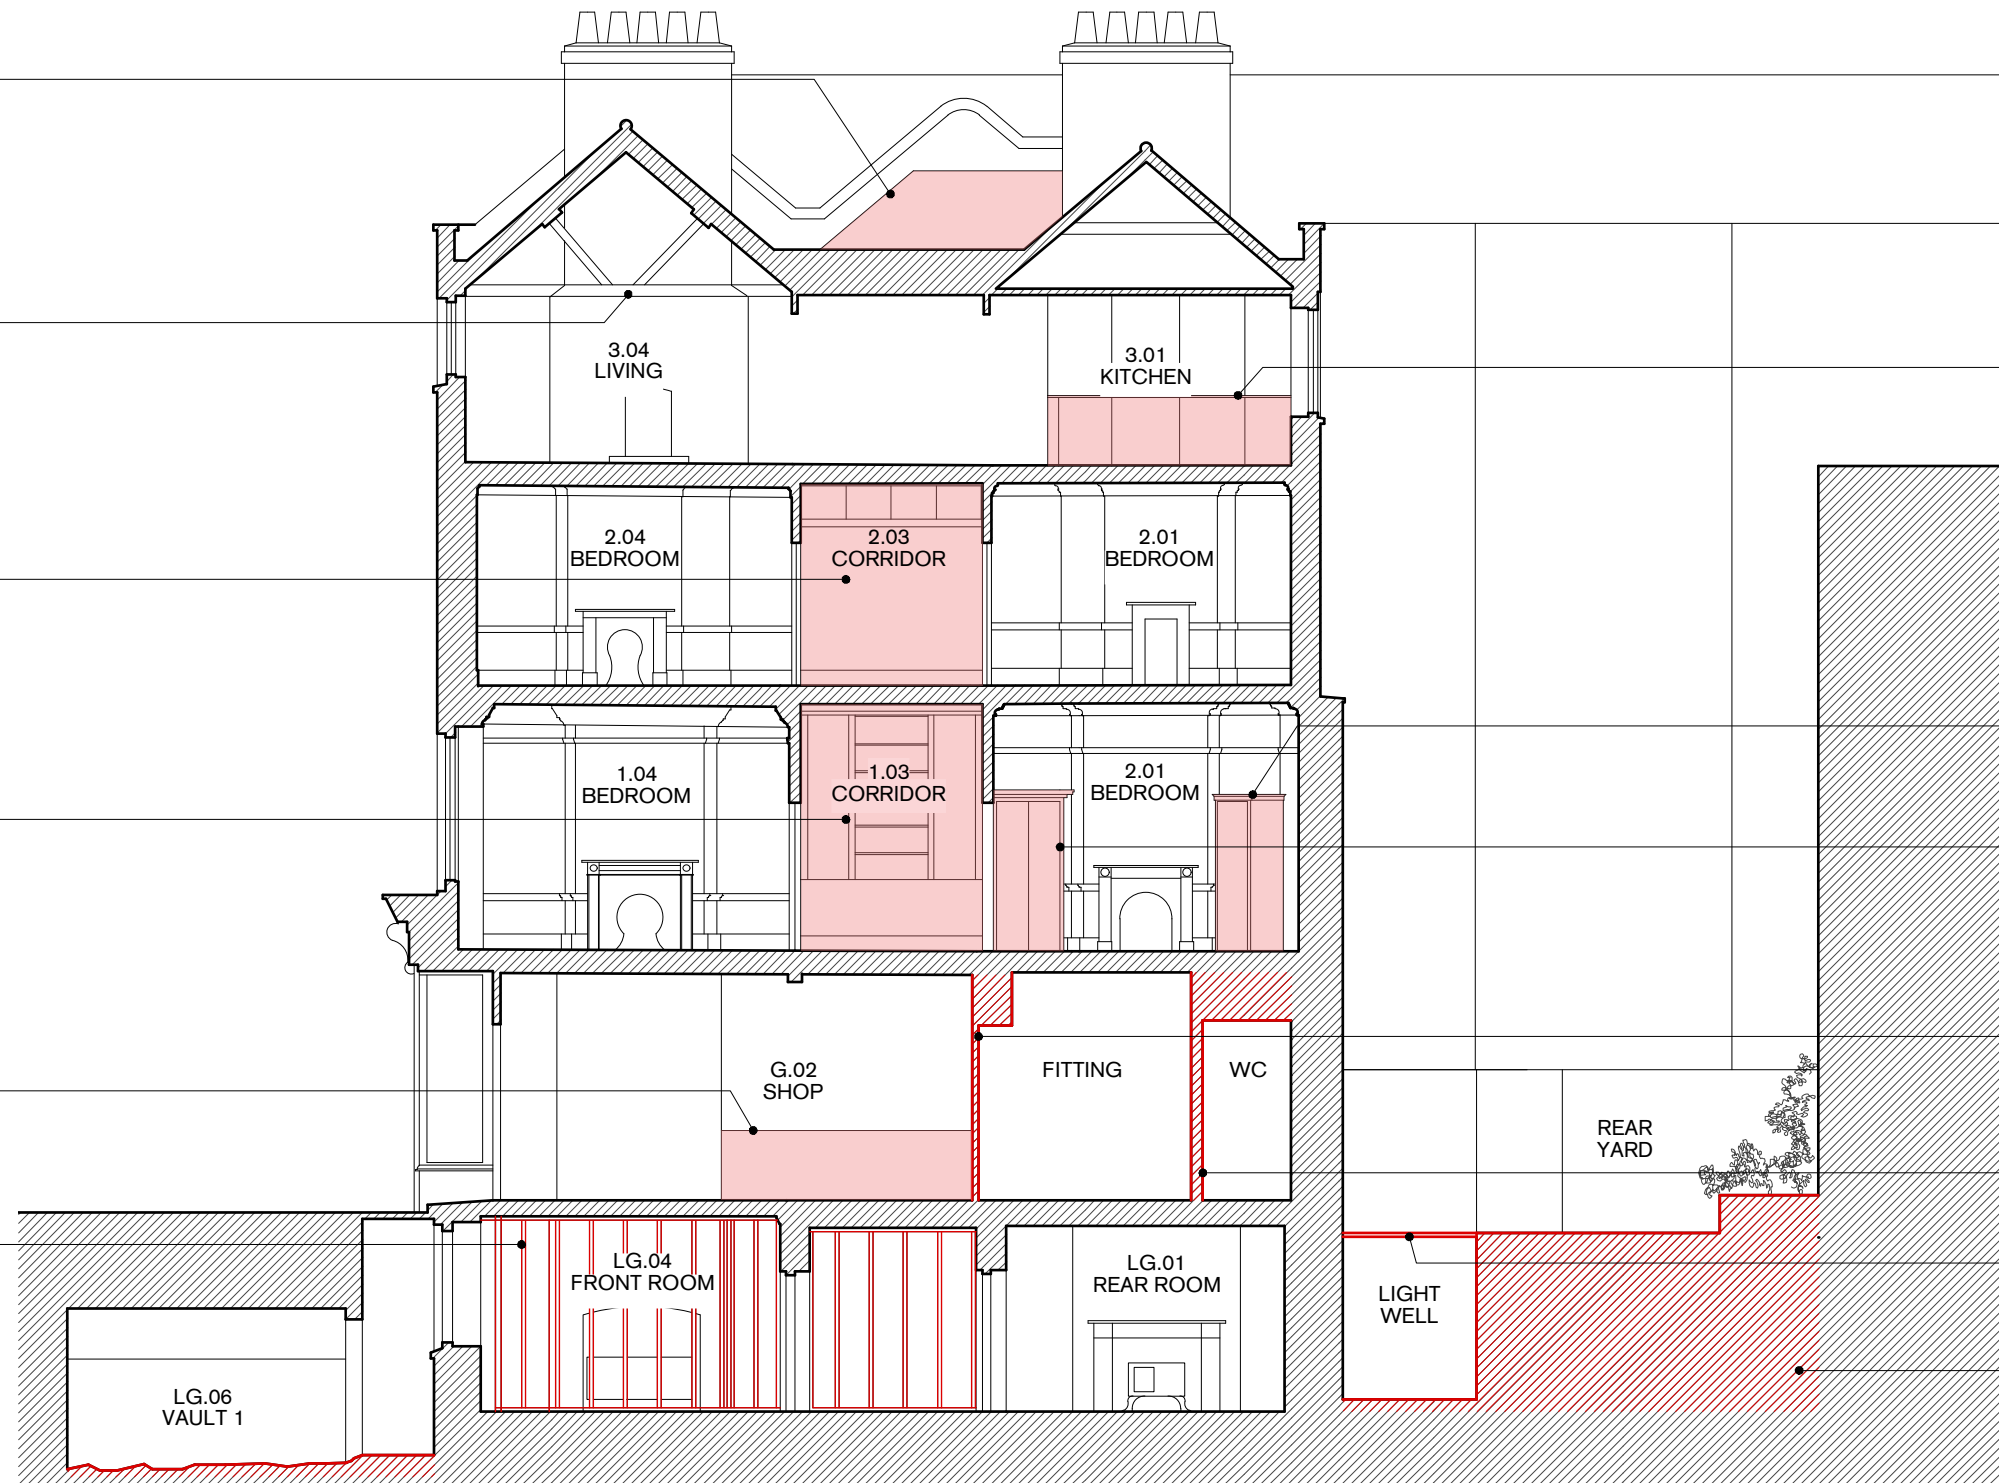 3.04
LIVING
3.01
KITCHEN
2.04
BEDROOM
2.03
CORRIDOR
2.01
BEDROOM
1.04
BEDROOM
1.03
CORRIDOR
2.01
BEDROOM
G.02
SHOP
FITTING
WC
REAR
YARD
LG.04
FRONT ROOM
LG.01
REAR ROOM
LIGHT
WELL
LG.06
VAULT 1